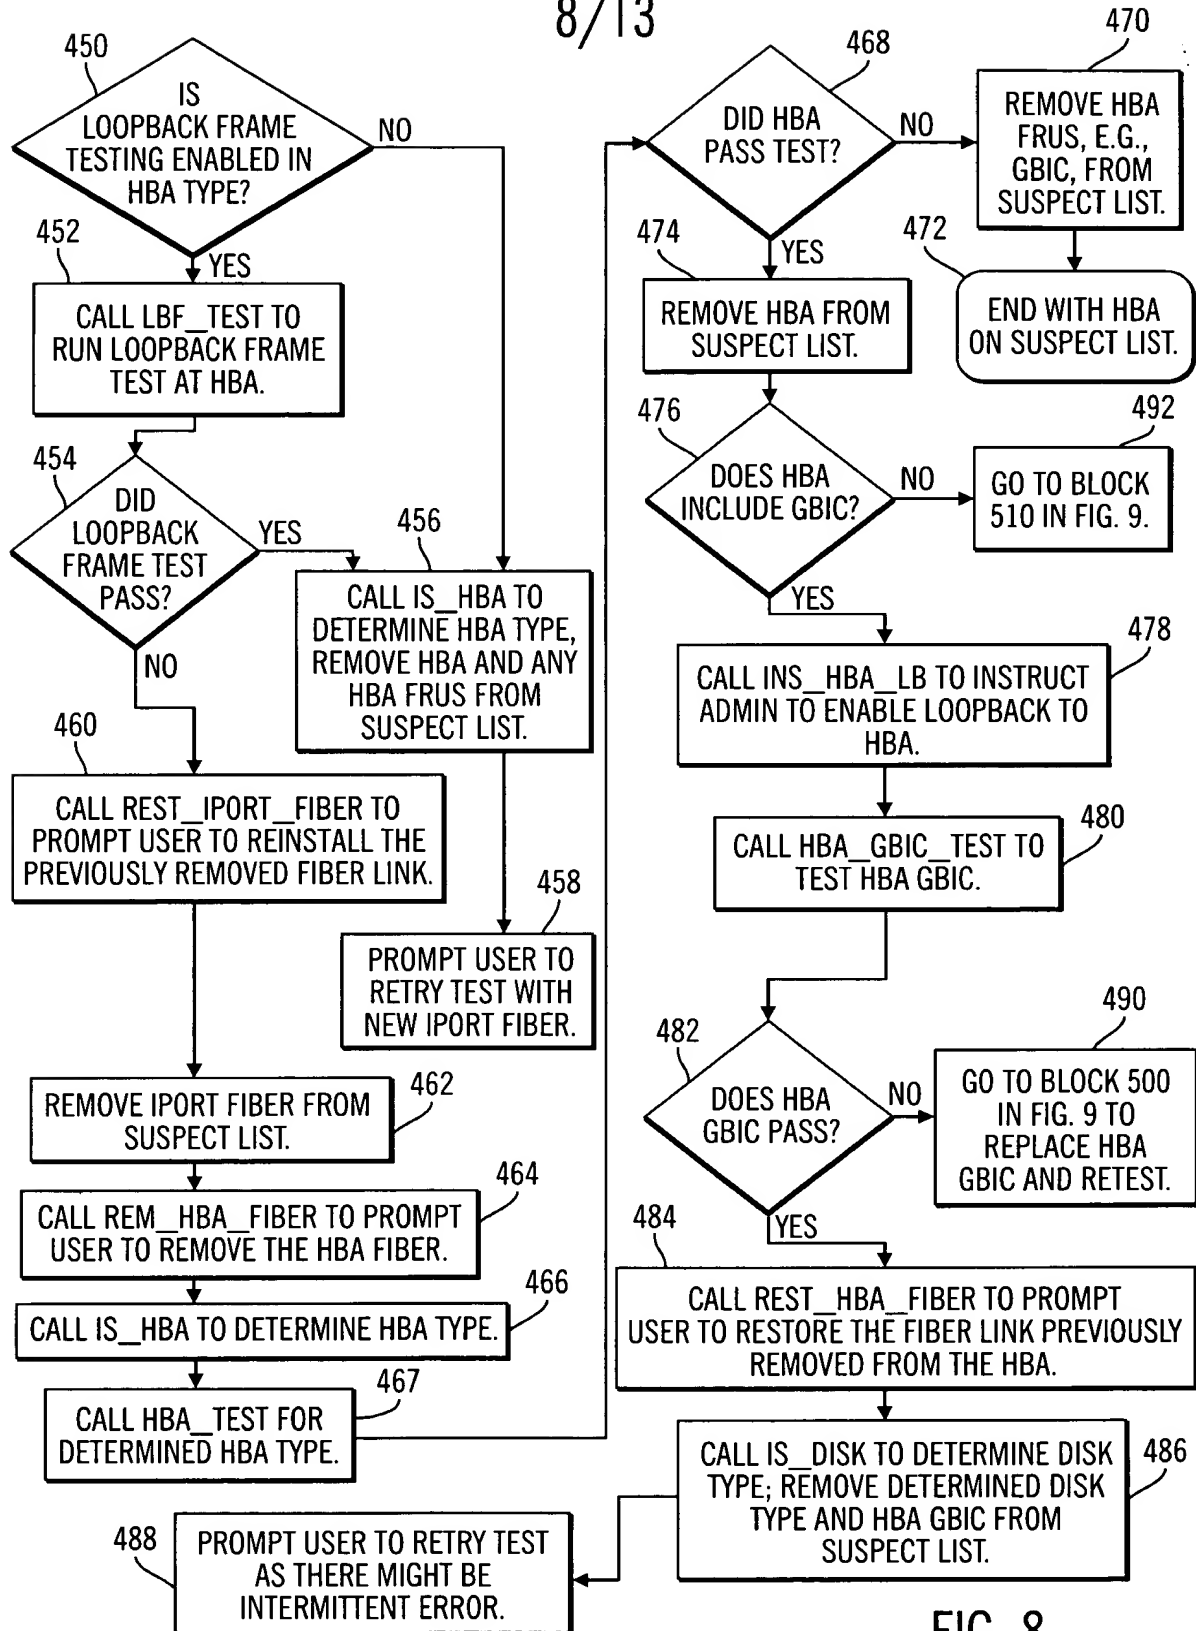 8/13
450
IS
LOOPBACK FRAME
TESTING ENABLED IN
HBA TYPE?
NO
YES
452
CALL LBF_TEST TO
RUN LOOPBACK FRAME
TEST AT HBA.
454
DID
LOOPBACK
FRAME TEST
PASS?
YES
NO
456
CALL IS_HBA TO
DETERMINE HBA TYPE,
REMOVE HBA AND ANY
HBA FRUS FROM
SUSPECT LIST.
458
PROMPT USER TO
RETRY TEST WITH
NEW IPORT FIBER.
460
CALL REST_IPORT_FIBER TO
PROMPT USER TO REINSTALL THE
PREVIOUSLY REMOVED FIBER LINK.
462
REMOVE IPORT FIBER FROM
SUSPECT LIST.
464
CALL REM_HBA_FIBER TO PROMPT
USER TO REMOVE THE HBA FIBER.
466
CALL IS_HBA TO DETERMINE HBA TYPE.
467
CALL HBA_TEST FOR
DETERMINED HBA TYPE.
468
DID HBA
PASS TEST?
NO
YES
470
REMOVE HBA
FRUS, E.G.,
GBIC, FROM
SUSPECT LIST.
472
END WITH HBA
ON SUSPECT LIST.
474
REMOVE HBA FROM
SUSPECT LIST.
476
DOES HBA
INCLUDE GBIC?
NO
YES
492
GO TO BLOCK
510 IN FIG. 9.
478
CALL INS_HBA_LB TO INSTRUCT
ADMIN TO ENABLE LOOPBACK TO
HBA.
480
CALL HBA_GBIC_TEST TO
TEST HBA GBIC.
482
DOES HBA
GBIC PASS?
NO
YES
490
GO TO BLOCK 500
IN FIG. 9 TO
REPLACE HBA
GBIC AND RETEST.
484
CALL REST_HBA_FIBER TO PROMPT
USER TO RESTORE THE FIBER LINK PREVIOUSLY
REMOVED FROM THE HBA.
486
CALL IS_DISK TO DETERMINE DISK
TYPE; REMOVE DETERMINED DISK
TYPE AND HBA GBIC FROM
SUSPECT LIST.
488
PROMPT USER TO RETRY TEST
AS THERE MIGHT BE
INTERMITTENT ERROR.
FIG. 8